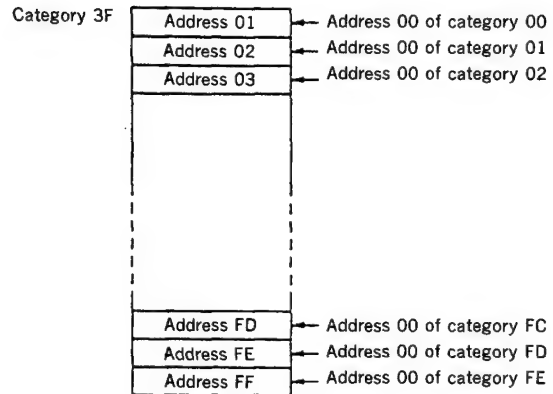 Category 3F
Address 01 Address 00 of category 00
Address 02 Address 00 of category 01
Address 03 Address 00 of category 02
Address FD Address 00 of category FC
Address FE Address 00 of category FD
Address FF Address 00 of category FE